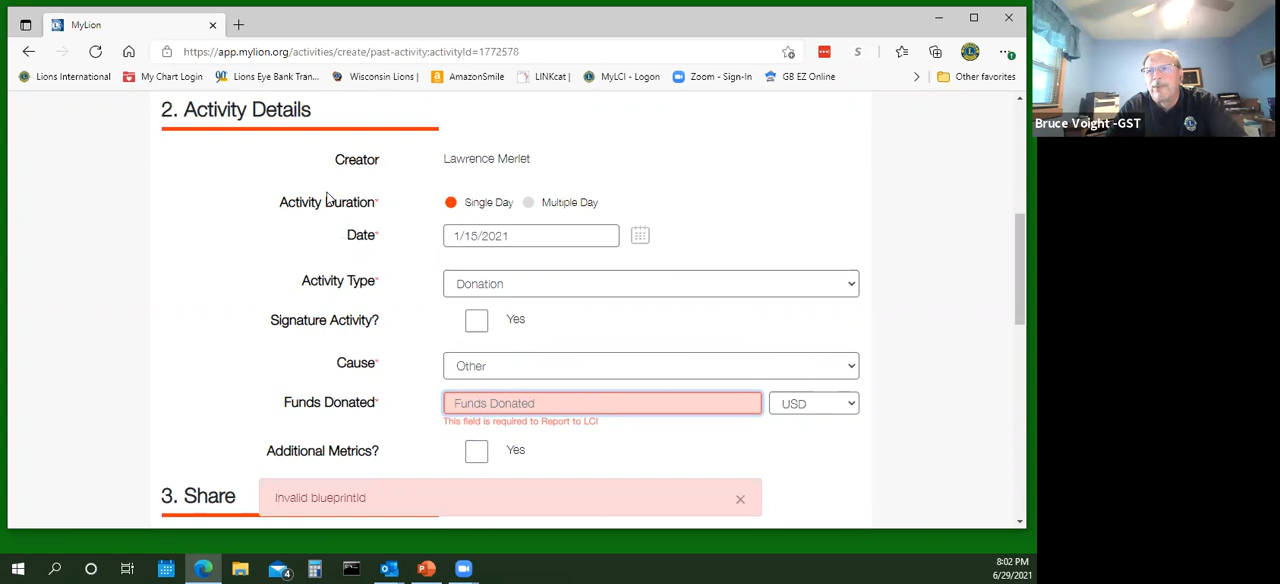 MyLion
https://app.mylion.org/activities/create/past-activity;activityId=1772578
Lions International
My Chart Login
Lions Eye Bank Tran...
Wisconsin Lions |
AmazonSmile
LINKcat |
MyLCI - Logon
Zoom - Sign-In
GB EZ Online
Other favorites
2. Activity Details
Creator Lawrence Merlet
Activity Duration* Single Day Multiple Day
Date* 1/15/2021
Activity Type* Donation
Signature Activity? Yes
Cause* Other
Funds Donated* Funds Donated USD
This field is required to Report to LCI
Additional Metrics? Yes
3. Share
Invalid blueprintId
4
8:02 PM
6/29/2021
Bruce Voight -GST